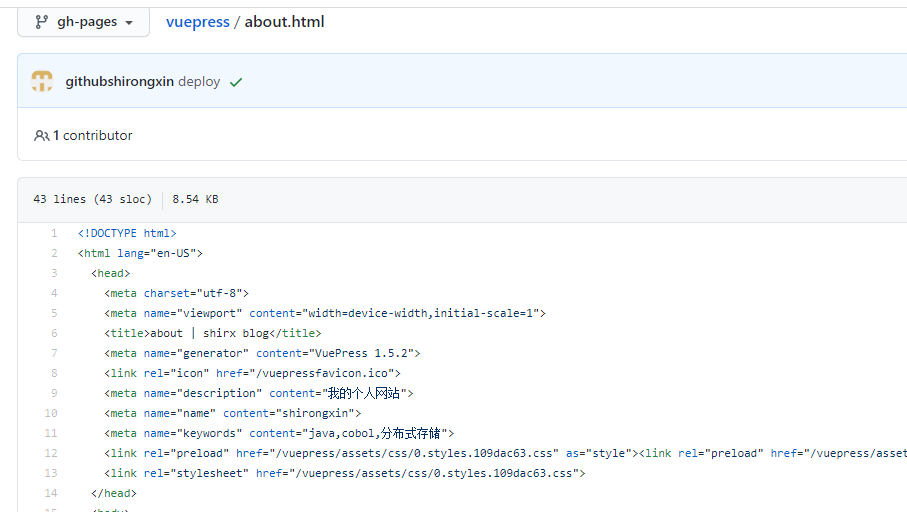 gh-pages vuepress / about.html
githubshirongxin deploy
1 contributor
43 lines (43 sloc) 8.54 KB
1 <!DOCTYPE html>
2 <html lang="en-US">
3 <head>
4 <meta charset="utf-8">
5 <meta name="viewport" content="width=device-width,initial-scale=1">
6 <title>about | shirx blog</title>
7 <meta name="generator" content="VuePress 1.5.2">
8 <link rel="icon" href="/vuepressfavicon.ico">
9 <meta name="description" content="我的个人网站">
10 <meta name="name" content="shirongxin">
11 <meta name="keywords" content="java,cobol,分布式存储">
12 <link rel="preload" href="/vuepress/assets/css/0.styles.109dac63.css" as="style"><link rel="preload" href="/vuepress/asset
13 <link rel="stylesheet" href="/vuepress/assets/css/0.styles.109dac63.css">
14 </head>
15 <body>